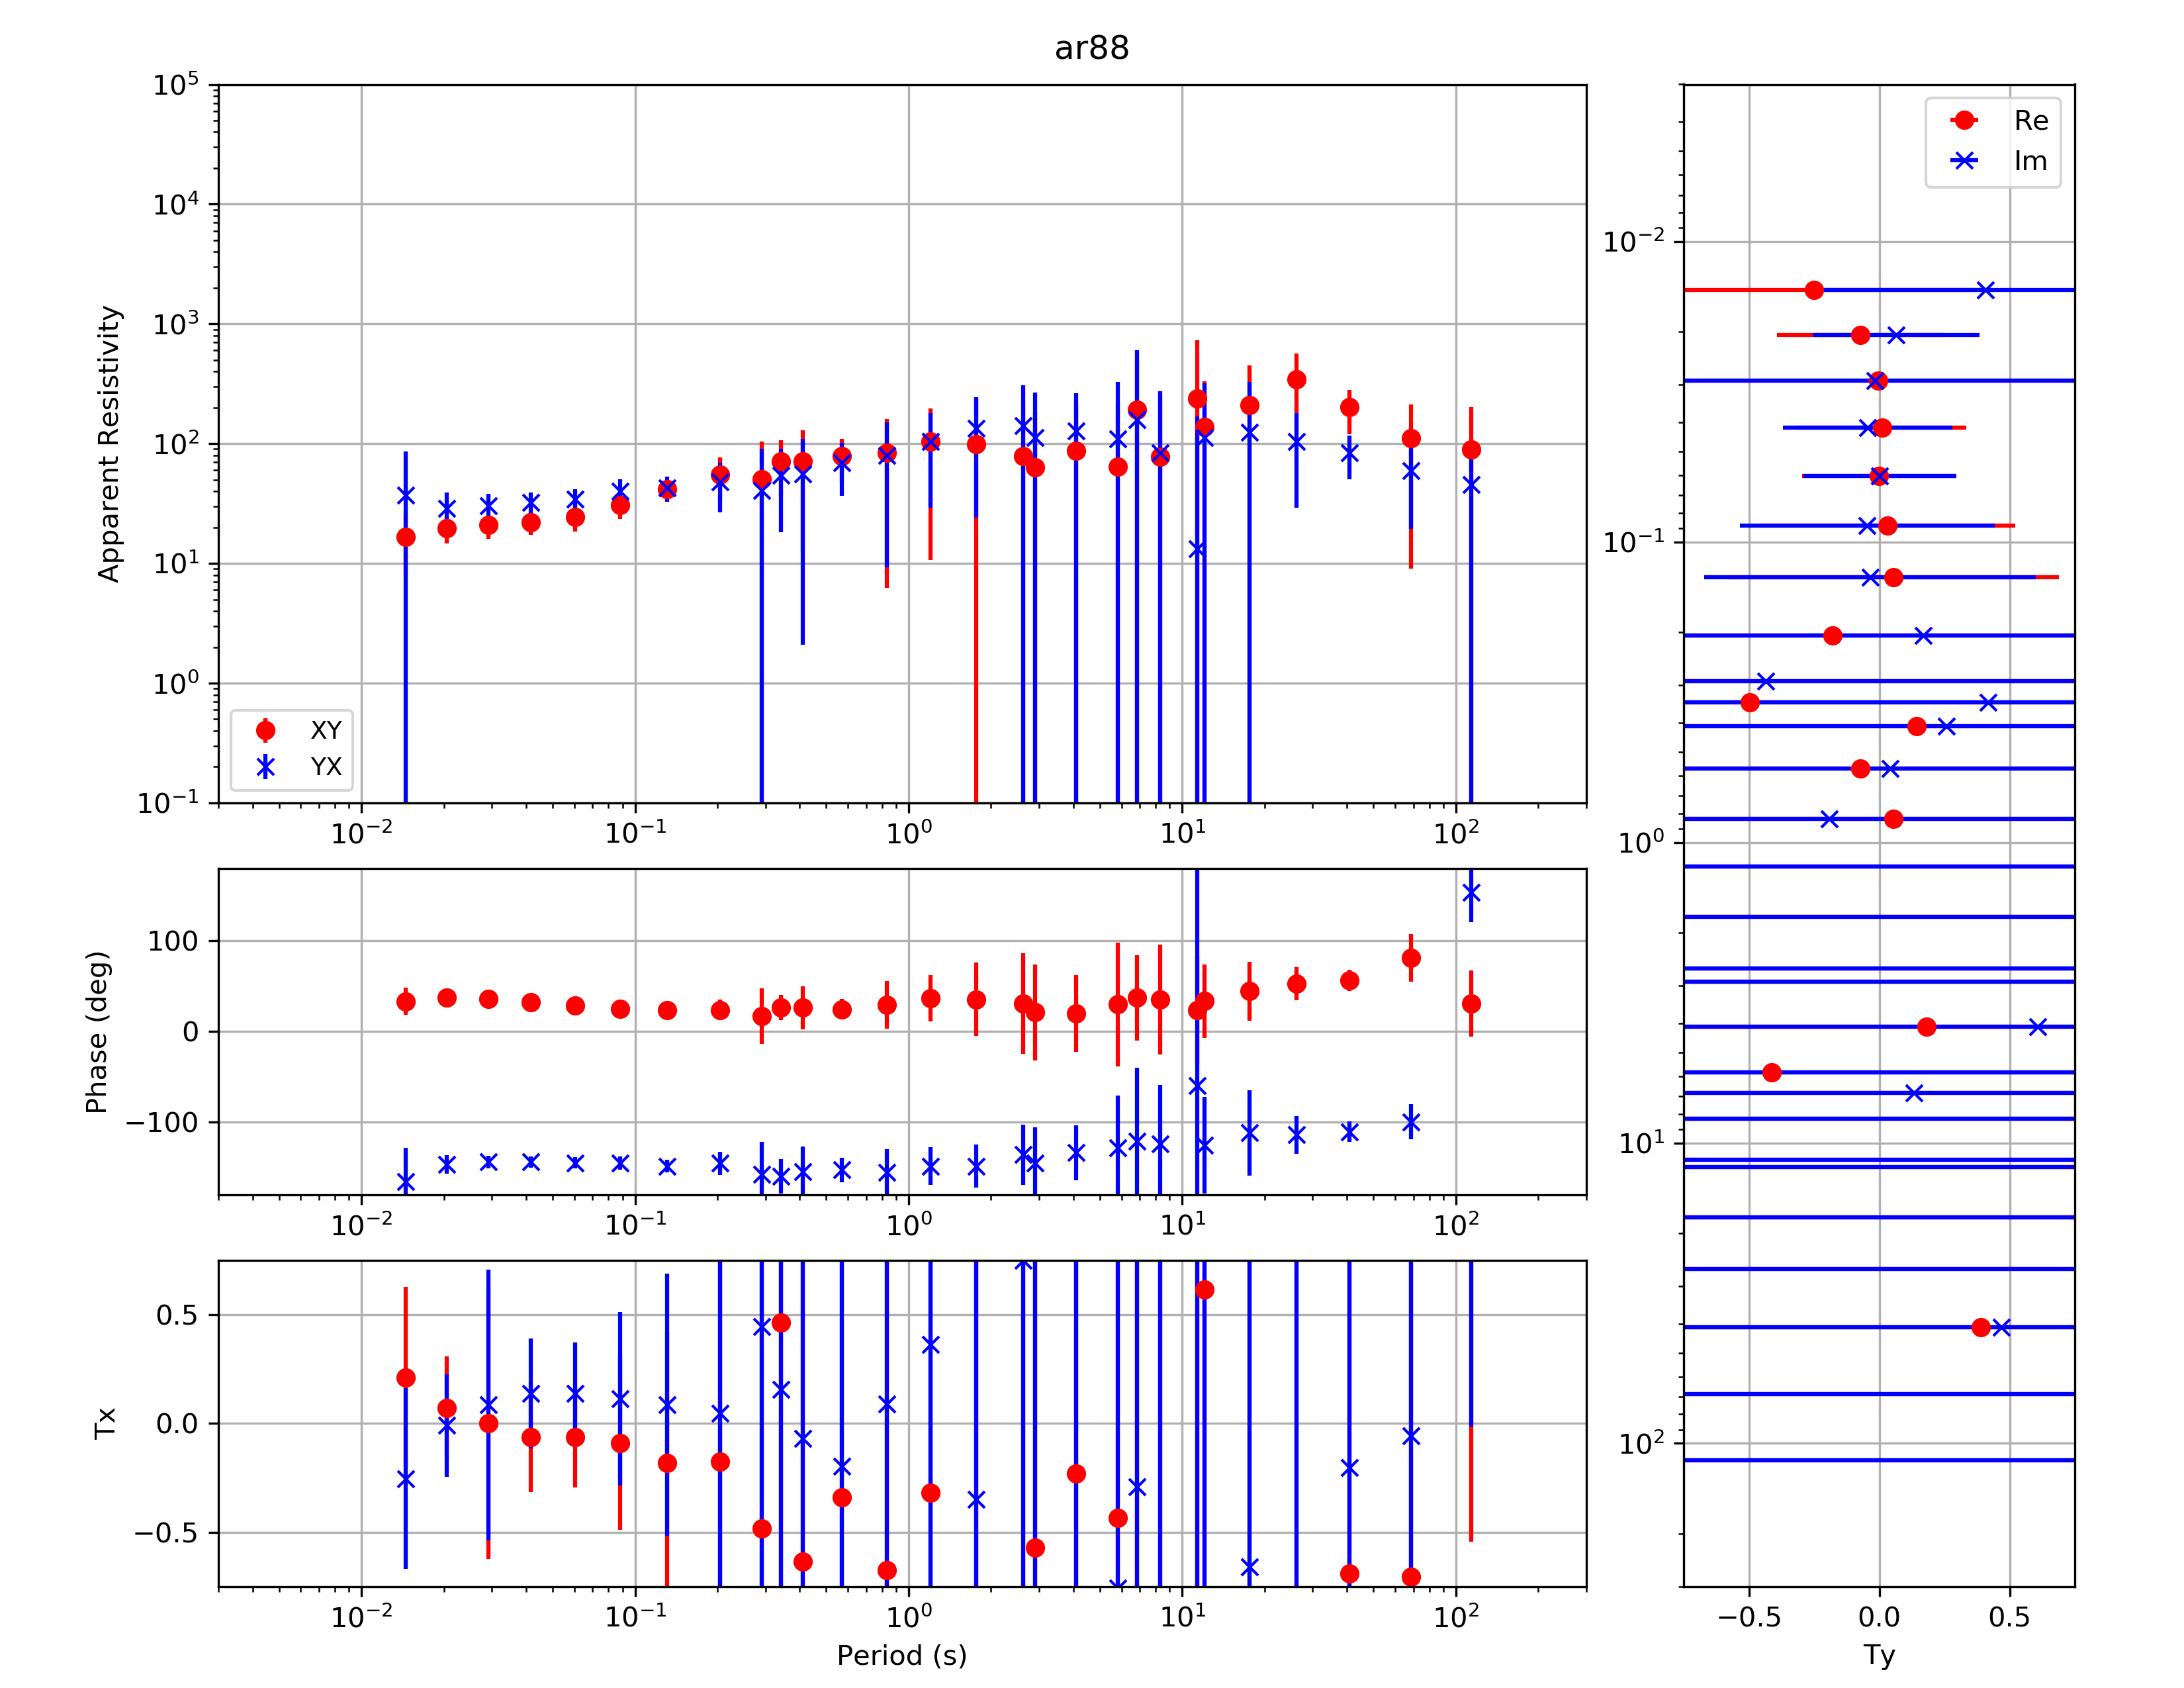 ar88
Apparent Resistivity
10^5
10^4
10^3
10^2
10^1
10^0
10^-1
XY
YX
10^-2 10^-1 10^0 10^1 10^2
Phase (deg)
100
0
−100
10^-2 10^-1 10^0 10^1 10^2
Tx
0.5
0.0
−0.5
10^-2 10^-1 10^0 10^1 10^2
Period (s)
Re
Im
10^-2
10^-1
10^0
10^1
10^2
−0.5 0.0 0.5
Ty